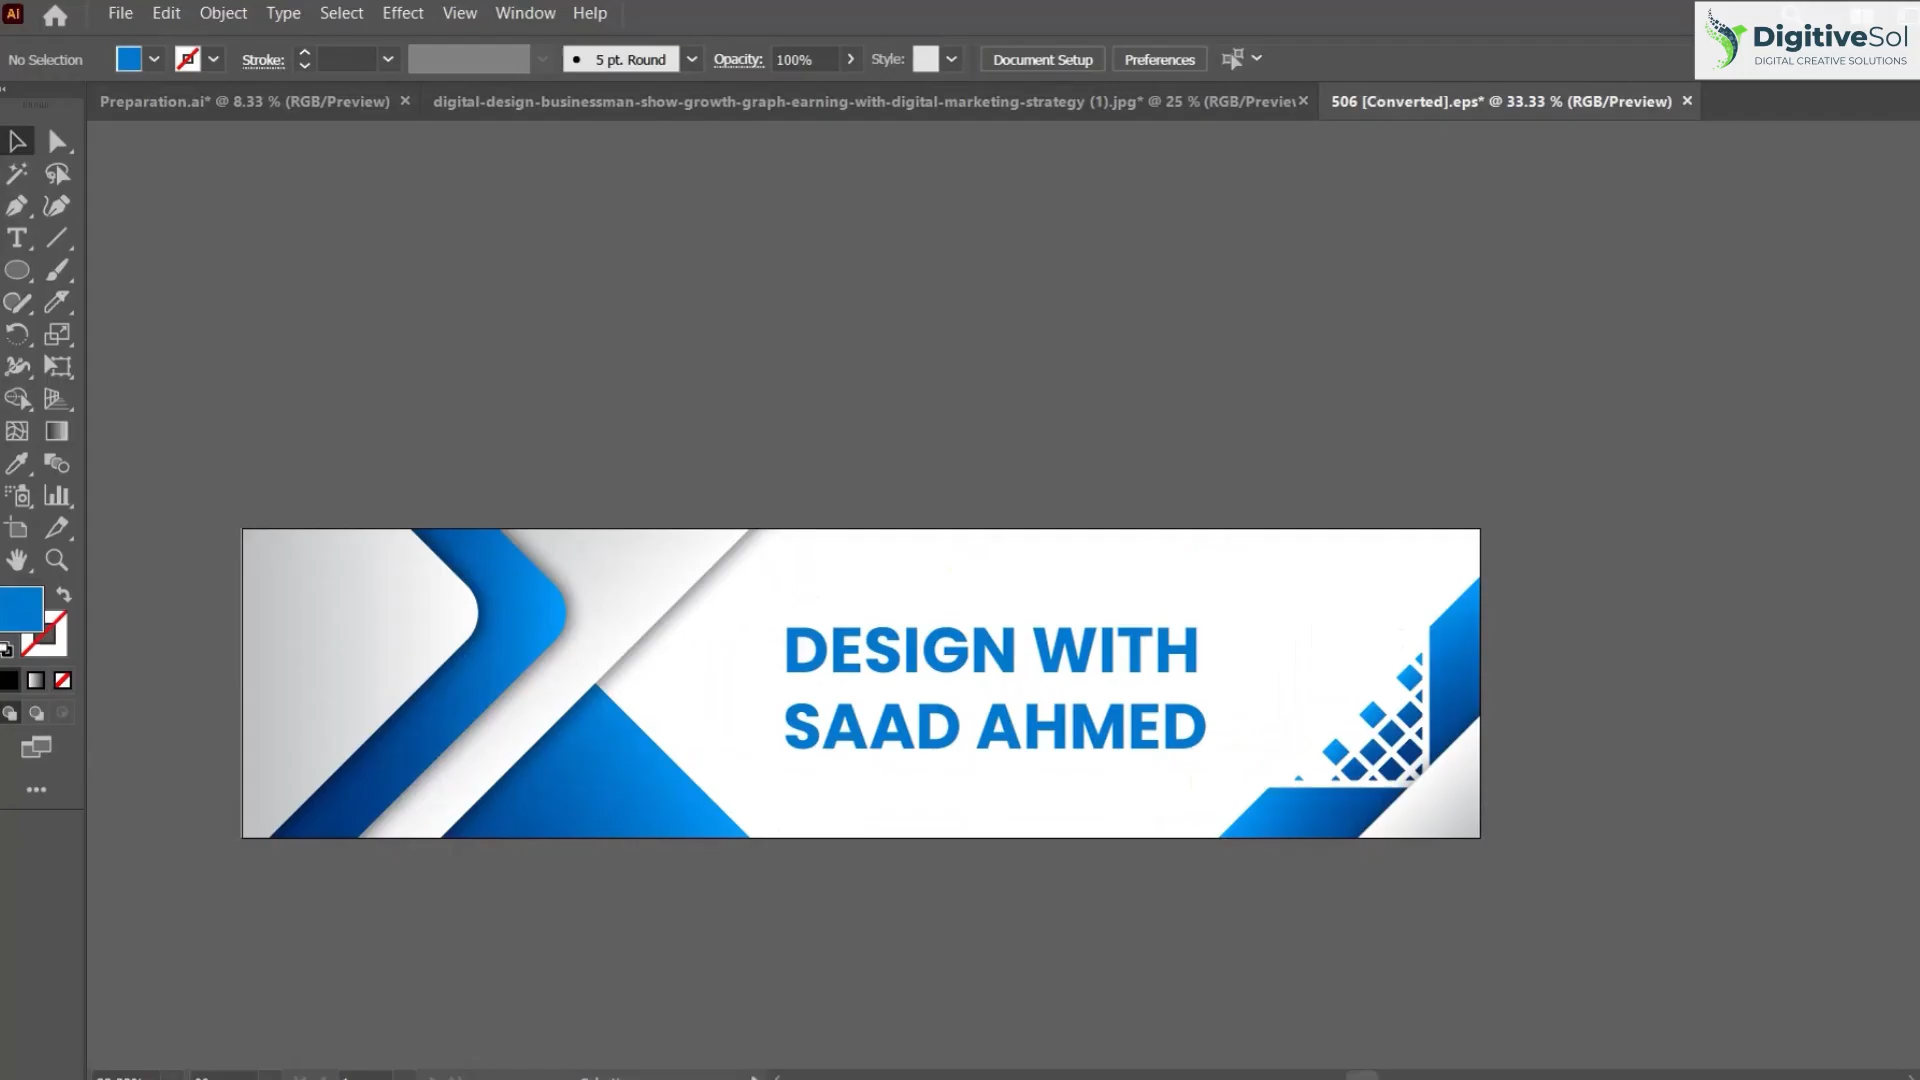 Ai File Edit Object Type Select Effect View Window Help
DigitiveSol
DIGITAL CREATIVE SOLUTIONS
No Selection Stroke: 5 pt. Round Opacity: 100% Style: Document Setup Preferences
Preparation.ai* @ 8.33 % (RGB/Preview) × digital-design-businessman-show-growth-graph-earning-with-digital-marketing-strategy (1).jpg* @ 25 % (RGB/Preview × 506 [Converted].eps* @ 33.33 % (RGB/Preview) ×
DESIGN WITH
SAAD AHMED